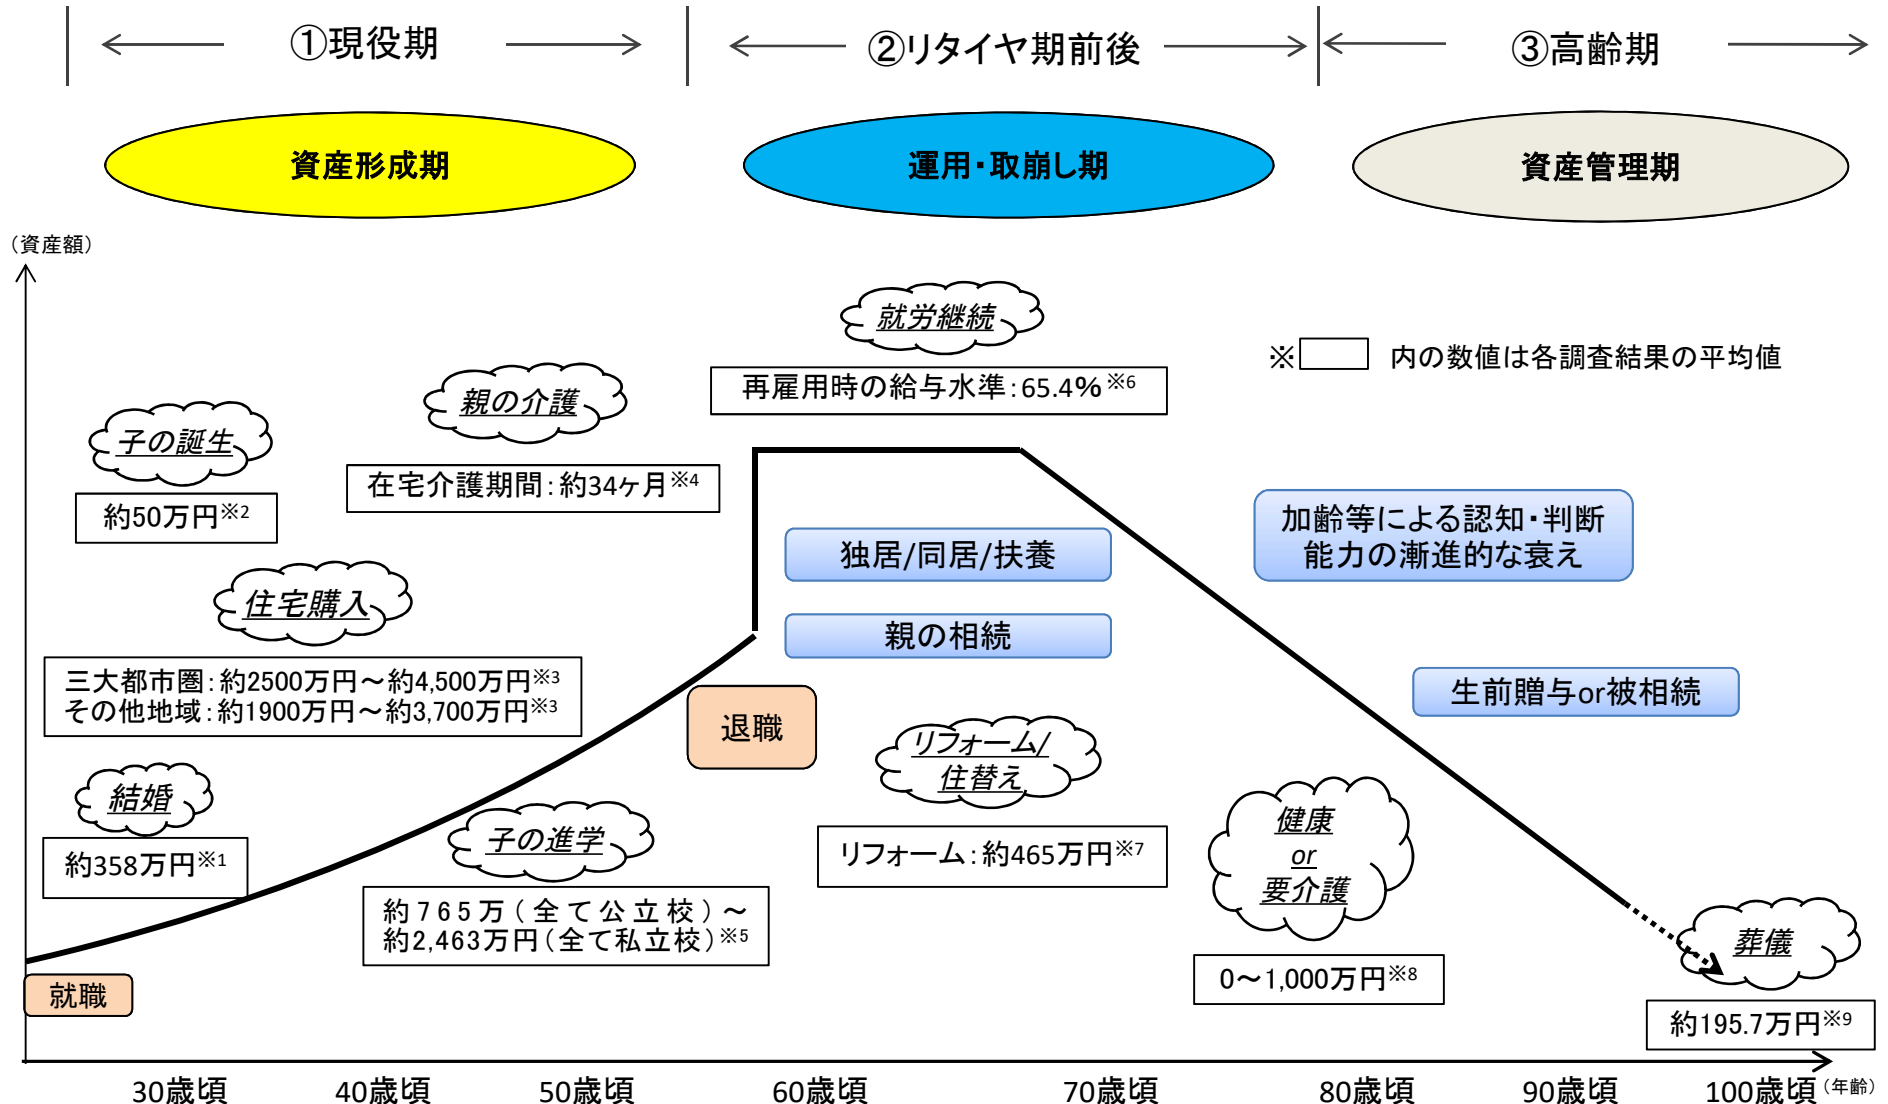 ①現役期
②リタイヤ期前後
③高齢期
資産形成期
運用・取崩し期
資産管理期
（資産額）
就労継続
再雇用時の給与水準：65.4％※6
※ 内の数値は各調査結果の平均値
親の介護
在宅介護期間：約34ヶ月※4
子の誕生
約50万円※2
独居/同居/扶養
加齢等による認知・判断
能力の漸進的な衰え
住宅購入
三大都市圏：約2500万円～約4,500万円※3
その他地域：約1900万円～約3,700万円※3
親の相続
生前贈与or被相続
退職
リフォーム/
住替え
リフォーム：約465万円※7
結婚
約358万円※1
子の進学
約765万（全て公立校）～
約2,463万円（全て私立校）※5
健康
or
要介護
0～1,000万円※8
葬儀
約195.7万円※9
就職
30歳頃
40歳頃
50歳頃
60歳頃
70歳頃
80歳頃
90歳頃
100歳頃
（年齢）